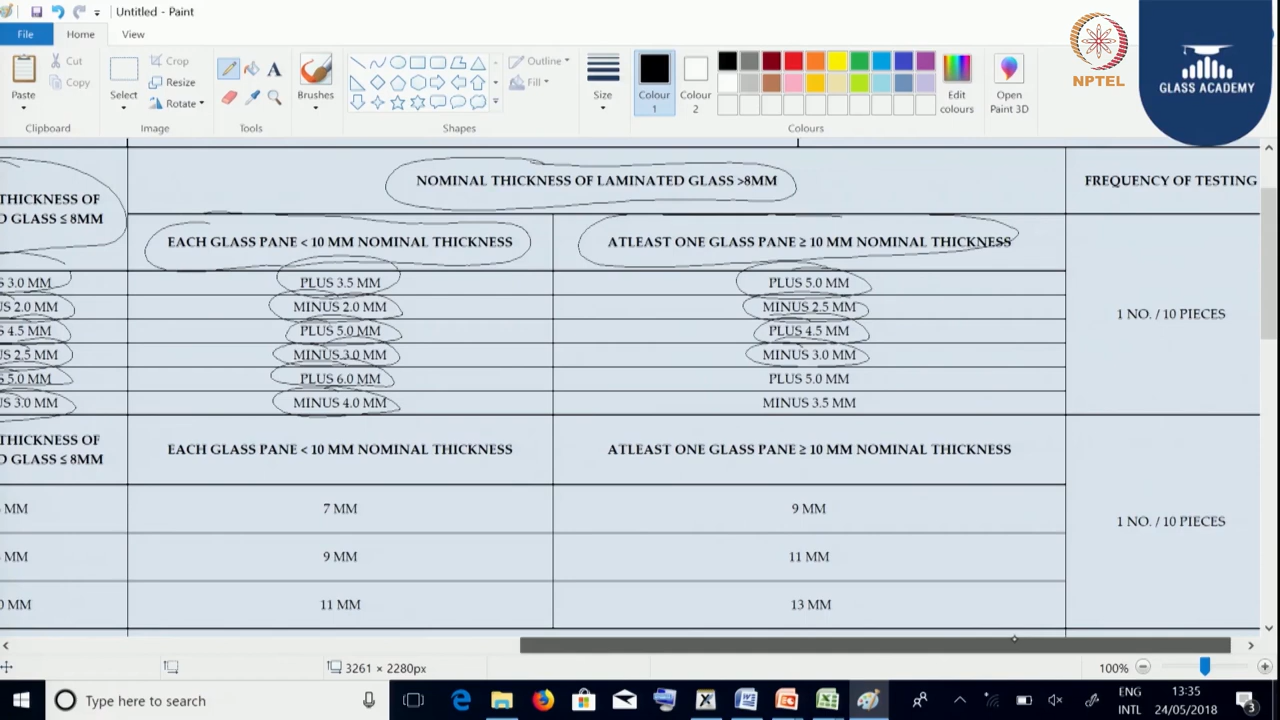 Untitled - Paint
File Home View
Paste
Cut
Copy
Clipboard
Select
Crop
Resize
Rotate
Image
Tools
Brushes
Shapes
Outline
Fill
Size
Colour 1
Colour 2
Colours
Edit colours
Open Paint 3D
NPTEL
GLASS ACADEMY
THICKNESS OF
GLASS ≤ 8MM
NOMINAL THICKNESS OF LAMINATED GLASS >8MM
FREQUENCY OF TESTING
EACH GLASS PANE < 10 MM NOMINAL THICKNESS
ATLEAST ONE GLASS PANE ≥ 10 MM NOMINAL THICKNESS
S 3.0 MM PLUS 3.5 MM PLUS 5.0 MM
US 2.0 MM MINUS 2.0 MM MINUS 2.5 MM
1 NO. / 10 PIECES
S 4.5 MM PLUS 5.0 MM PLUS 4.5 MM
US 2.5 MM MINUS 3.0 MM MINUS 3.0 MM
S 5.0 MM PLUS 6.0 MM PLUS 5.0 MM
US 3.0 MM MINUS 4.0 MM MINUS 3.5 MM
THICKNESS OF
D GLASS ≤ 8MM
EACH GLASS PANE < 10 MM NOMINAL THICKNESS
ATLEAST ONE GLASS PANE ≥ 10 MM NOMINAL THICKNESS
MM 7 MM 9 MM
1 NO. / 10 PIECES
MM 9 MM 11 MM
0 MM 11 MM 13 MM
3261 × 2280px
100%
Type here to search
ENG
INTL
13:35
24/05/2018
3